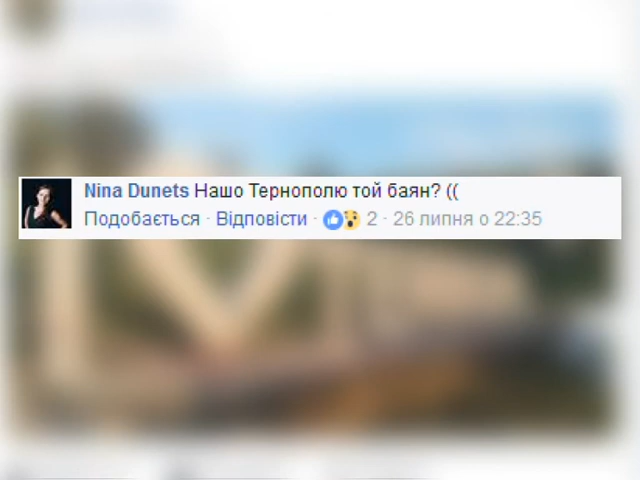 Nina Dunets Нашо Тернополю той баян? ((
Подобається · Відповісти · 2 · 26 липня о 22:35